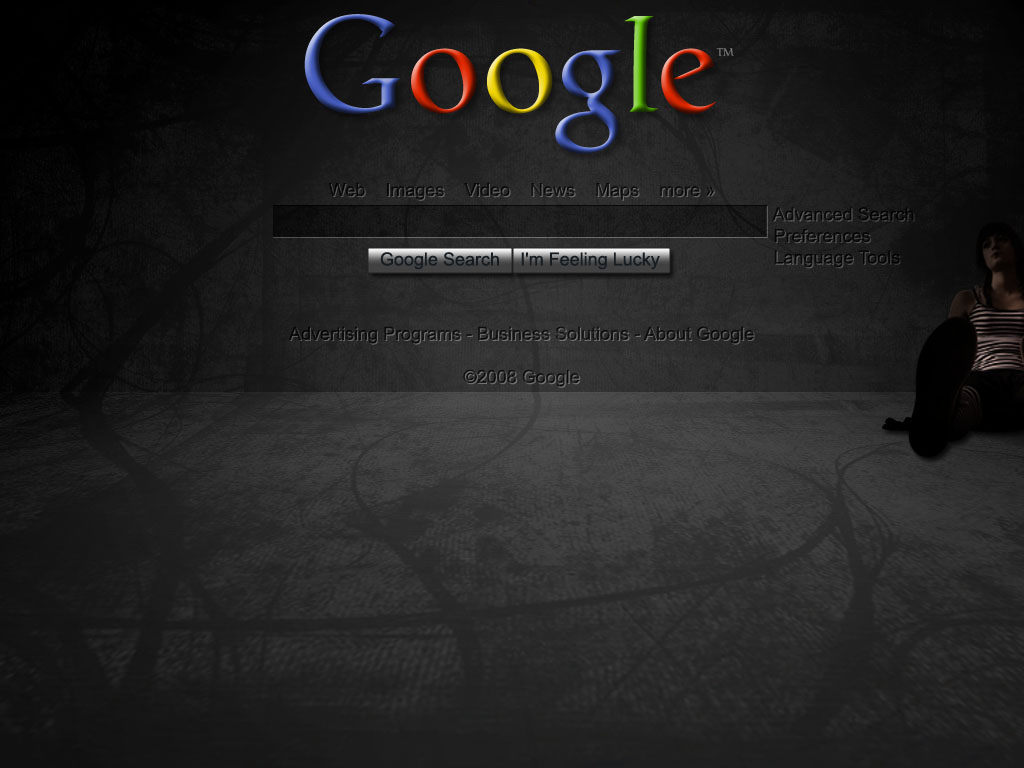 Google™
Web Images Video News Maps more »
Advanced Search
Preferences
Language Tools
Google Search I'm Feeling Lucky
Advertising Programs - Business Solutions - About Google
©2008 Google